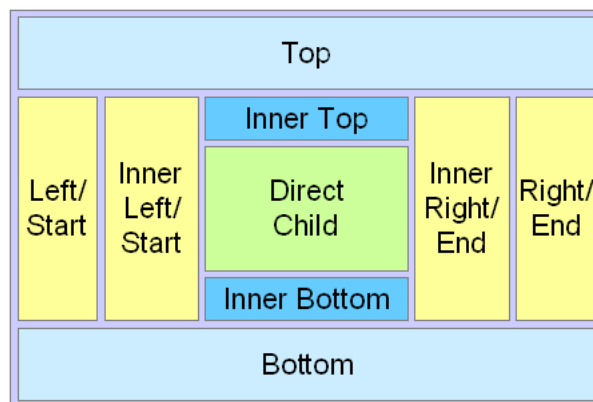 Top
Left/
Start
Inner
Left/
Start
Inner Top
Direct
Child
Inner Bottom
Inner
Right/
End
Right/
End
Bottom